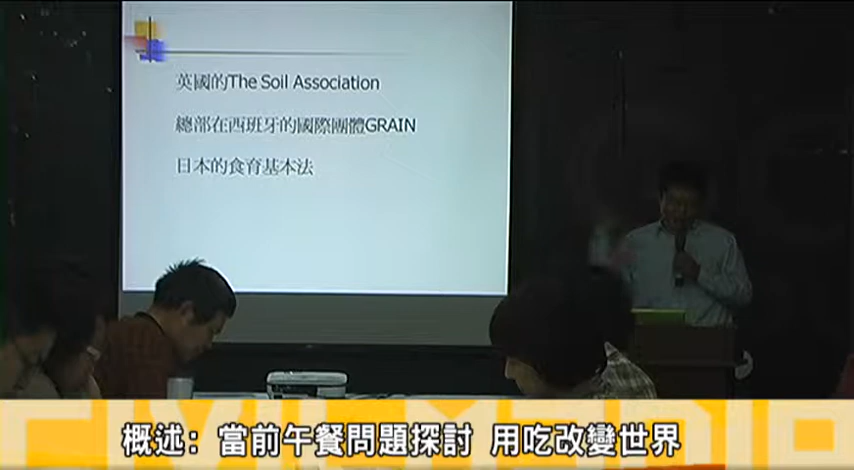 英國的The Soil Association
總部在西班牙的國際團體GRAIN
日本的食育基本法
概述：當前午餐問題探討 用吃改變世界